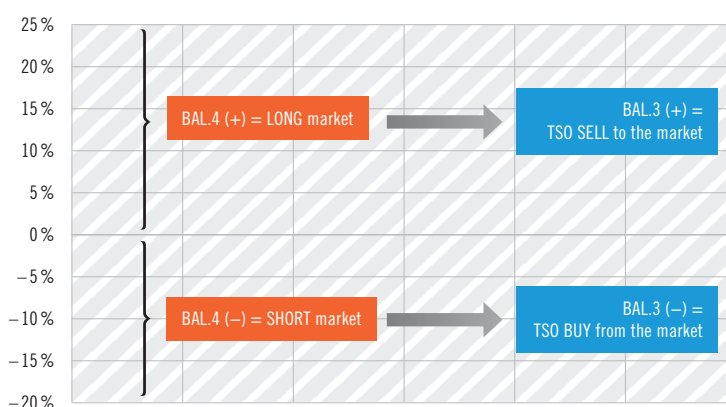 25 %
20 %
15 %
10 %
5 %
0 %
−5 %
−10 %
−15 %
−20 %
BAL.4 (+) = LONG market
BAL.3 (+) =
TSO SELL to the market
BAL.4 (−) = SHORT market
BAL.3 (−) =
TSO BUY from the market